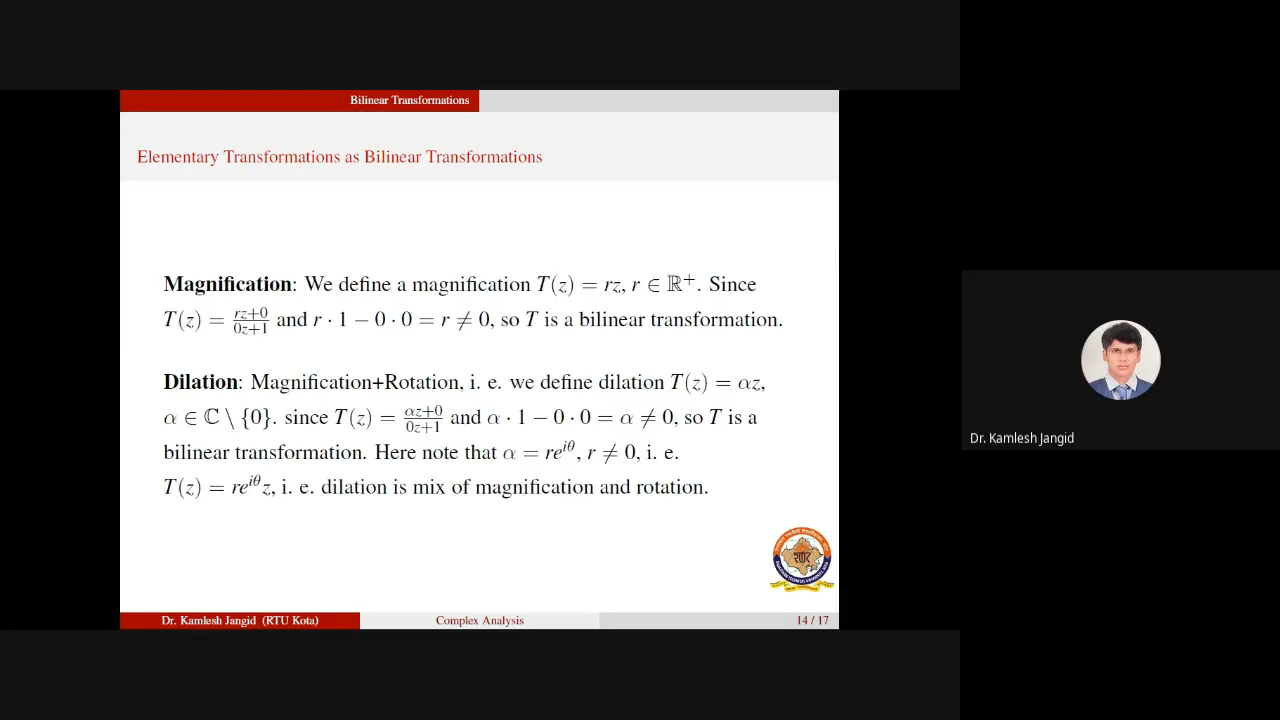 Bilinear Transformations
Elementary Transformations as Bilinear Transformations
Magnification: We define a magnification T(z) = rz, r ∈ ℝ⁺. Since
T(z) = (rz+0)/(0z+1) and r · 1 − 0 · 0 = r ≠ 0, so T is a bilinear transformation.
Dilation: Magnification+Rotation, i. e. we define dilation T(z) = αz,
α ∈ ℂ \ {0}. since T(z) = (αz+0)/(0z+1) and α · 1 − 0 · 0 = α ≠ 0, so T is a
bilinear transformation. Here note that α = re^{iθ}, r ≠ 0, i. e.
T(z) = re^{iθ}z, i. e. dilation is mix of magnification and rotation.
Dr. Kamlesh Jangid (RTU Kota)
Complex Analysis
14 / 17
Dr. Kamlesh Jangid